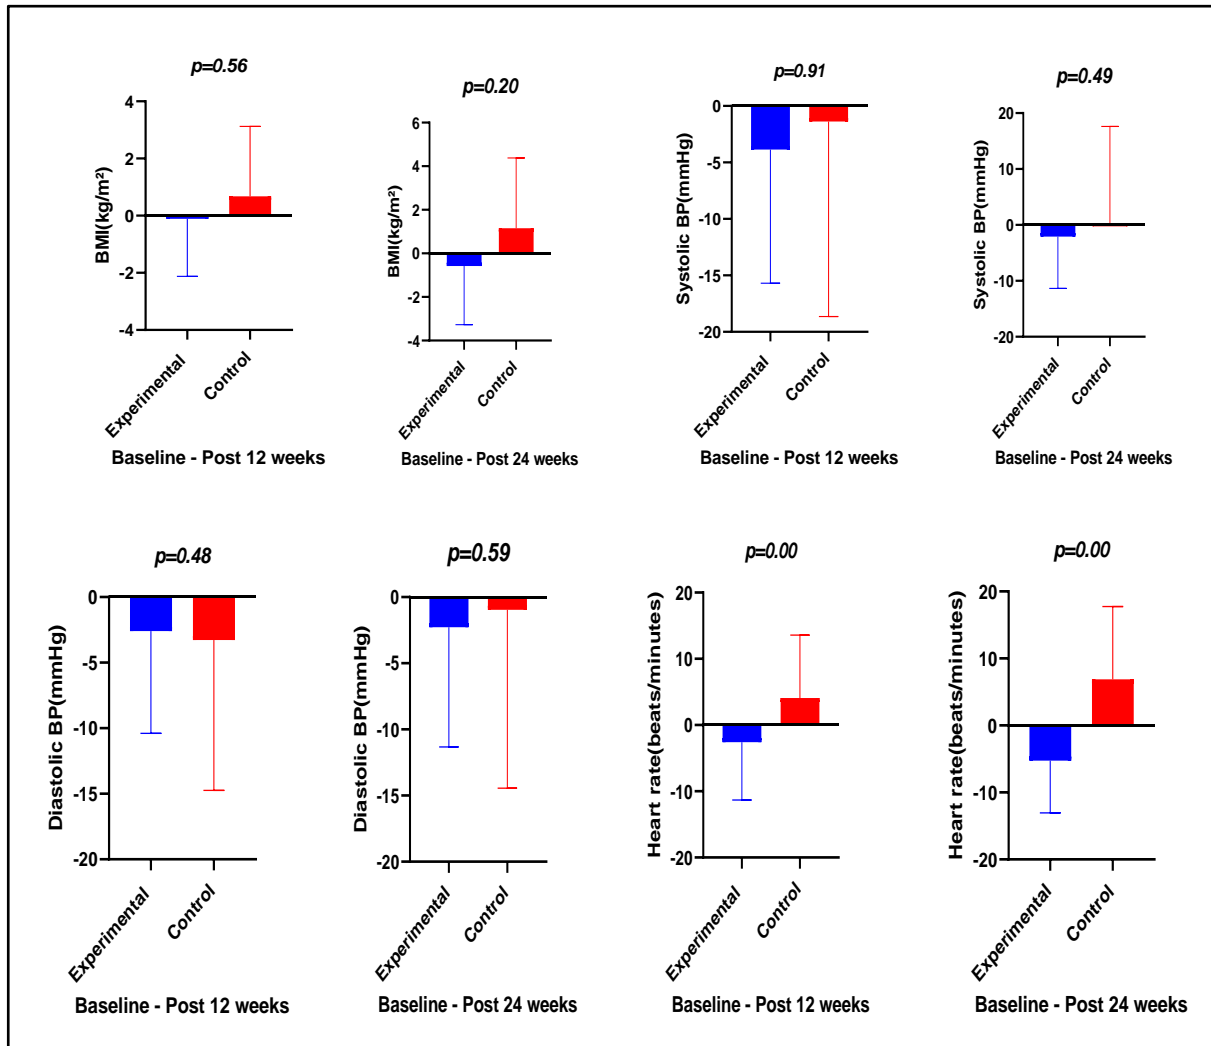 p=0.56
BMI(kg/m²)
4
2
0
-2
-4
Experimental
Control
Baseline - Post 12 weeks
p=0.20
BMI(kg/m²)
6
4
2
0
-2
-4
Experimental
Control
Baseline - Post 24 weeks
p=0.91
Systolic BP(mmHg)
0
-5
-10
-15
-20
Experimental
Control
Baseline - Post 12 weeks
p=0.49
Systolic BP(mmHg)
20
10
0
-10
-20
Experimental
Control
Baseline - Post 24 weeks
p=0.48
Diastolic BP(mmHg)
0
-5
-10
-15
-20
Experimental
Control
Baseline - Post 12 weeks
p=0.59
Diastolic BP(mmHg)
0
-5
-10
-15
-20
Experimental
Control
Baseline - Post 24 weeks
p=0.00
Heart rate(beats/minutes)
20
10
0
-10
-20
Experimental
Control
Baseline - Post 12 weeks
p=0.00
Heart rate(beats/minutes)
20
10
0
-10
-20
Experimental
Control
Baseline - Post 24 weeks